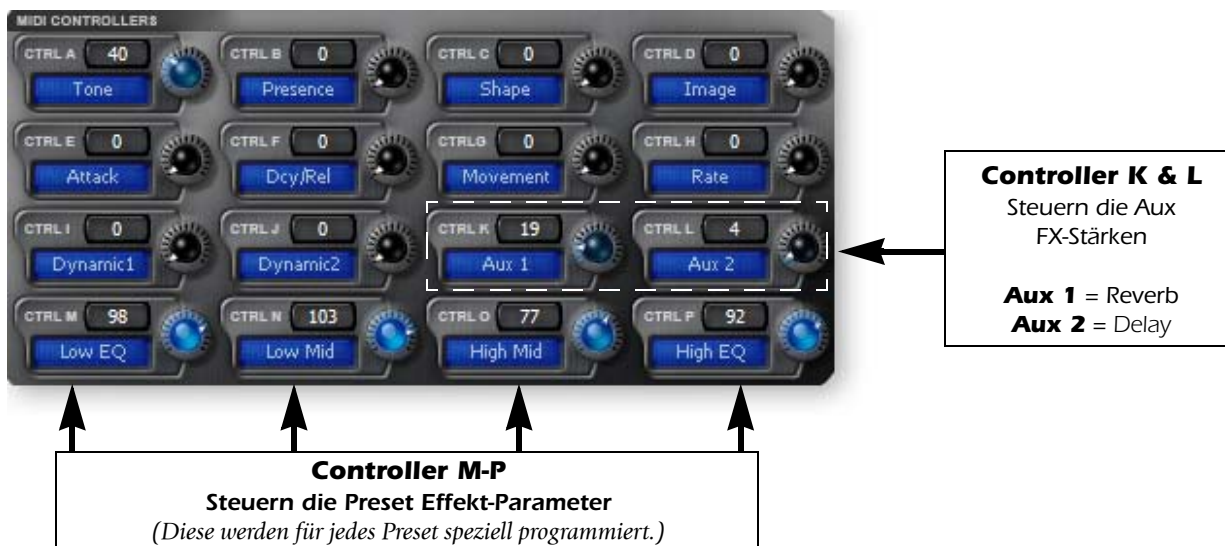 MIDI CONTROLLERS
CTRL A 40 CTRL B 0 CTRL C 0 CTRL D 0
Tone Presence Shape Image
CTRL E 0 CTRL F 0 CTRLG 0 CTRL H 0
Attack Dcy/Rel Movement Rate
CTRL I 0 CTRL J 0 CTRL K 19 CTRL L 4
Dynamic1 Dynamic2 Aux 1 Aux 2
CTRL M 98 CTRL N 103 CTRL O 77 CTRL P 92
Low EQ Low Mid High Mid High EQ
Controller K & L
Steuern die Aux
FX-Stärken
Aux 1 = Reverb
Aux 2 = Delay
Controller M-P
Steuern die Preset Effekt-Parameter
(Diese werden für jedes Preset speziell programmiert.)